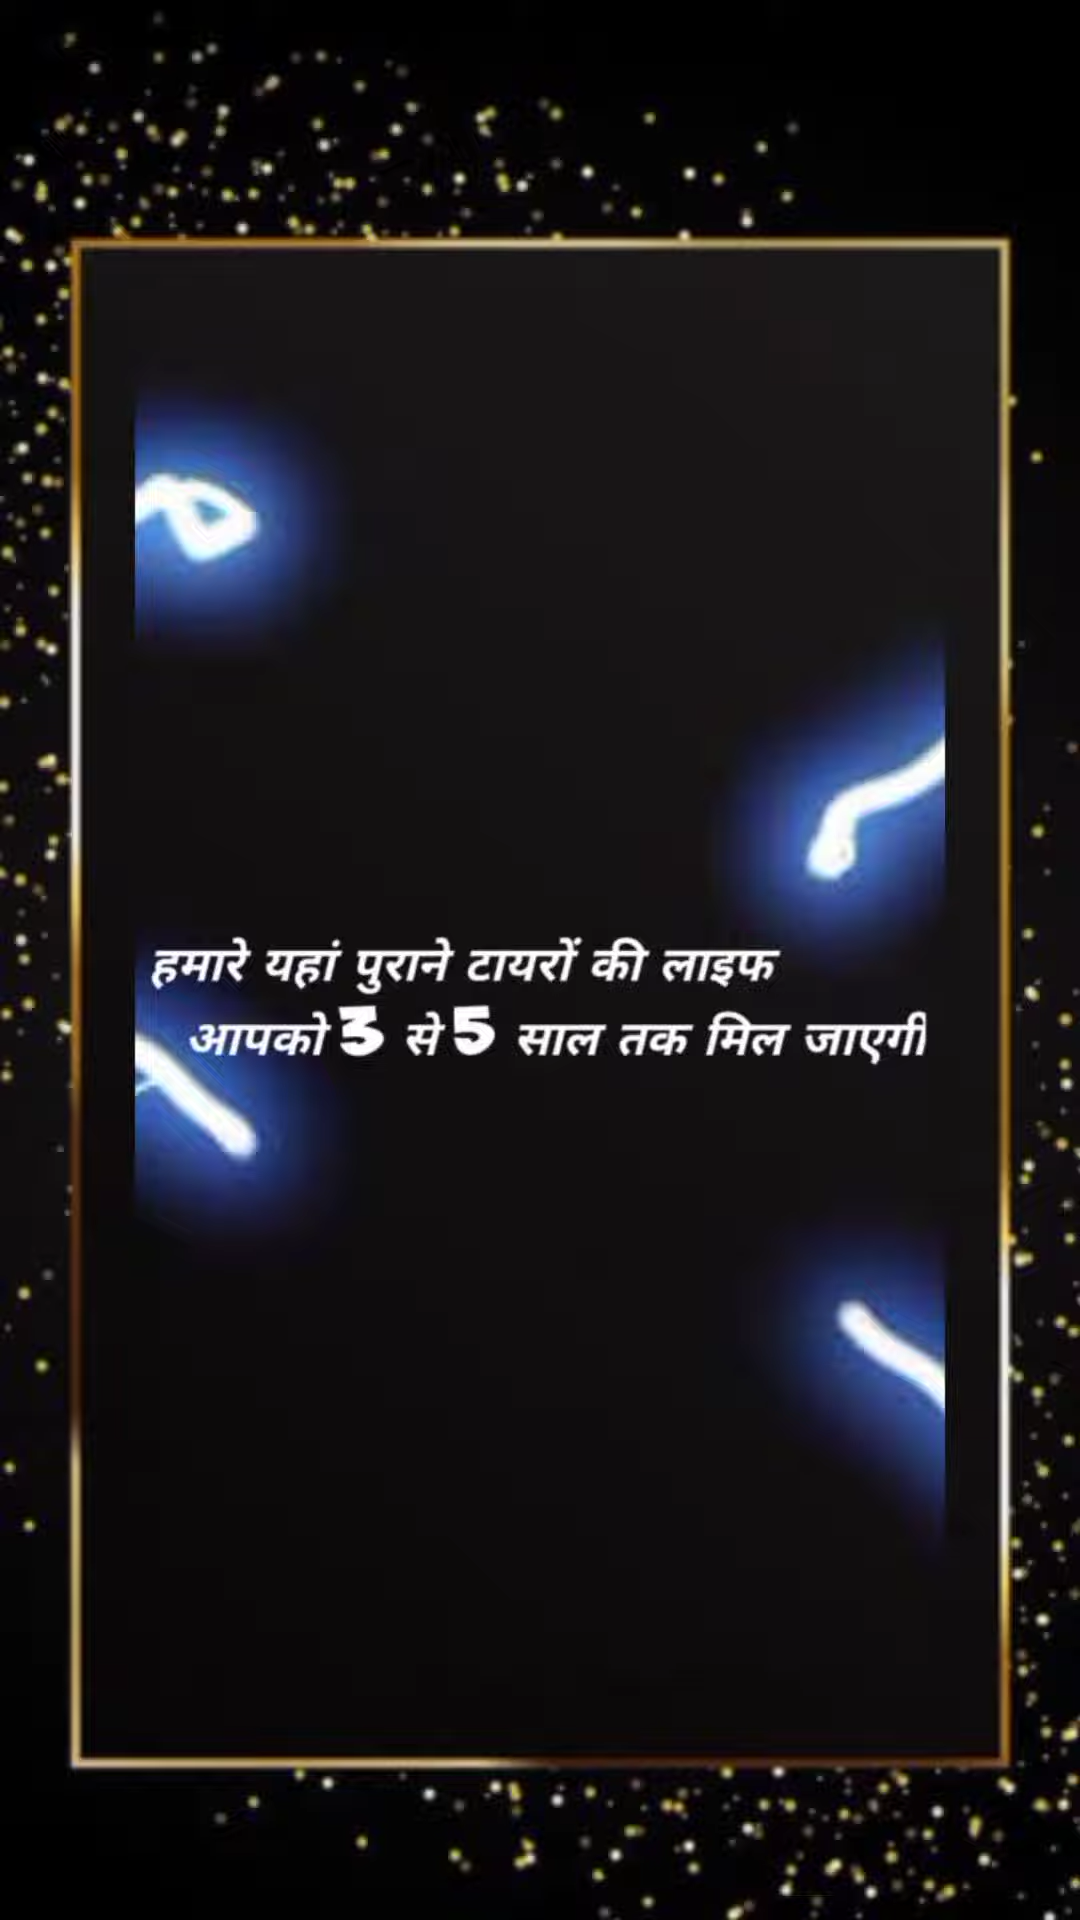 हमारे यहां पुराने टायरों की लाइफ
आपको 3 से 5 साल तक मिल जाएगी